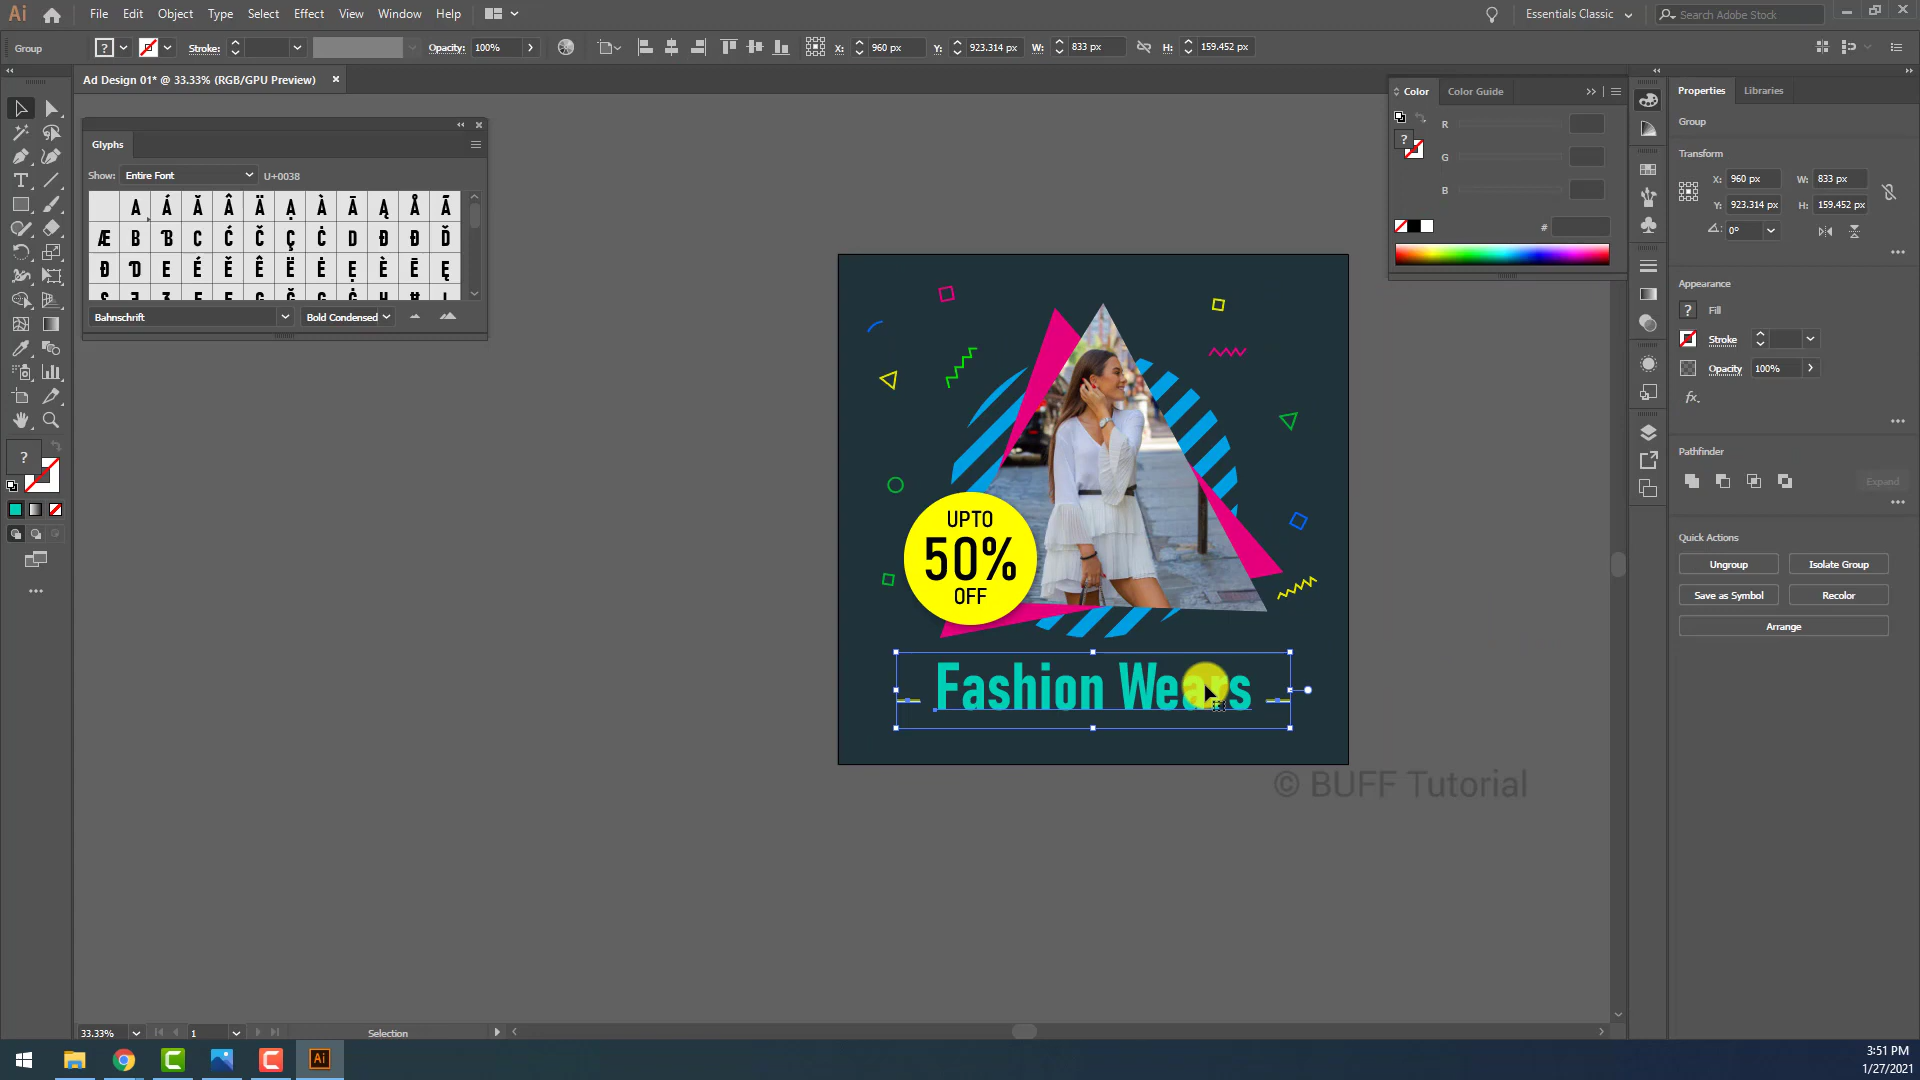 Ai File Edit Object Type Select Effect View Window Help Essentials Classic Search Adobe Stock
Group ? Stroke: Opacity: 100% X: 960 px Y: 923.314 px W: 833 px H: 159.452 px
Ad Design 01* @ 33.33% (RGB/GPU Preview)
Glyphs
Show: Entire Font U+0038
A Á Ă Â Ä Ạ À Ā Ą Å Ã
Æ B Ɓ C Ć Č Ç Ċ D Ð Đ Ď
Bahnschrift Bold Condensed
Color Color Guide
R
G
B
#
Properties Libraries
Group
Transform
X: 960 px W: 833 px
Y: 923.314 px H: 159.452 px
0°
Appearance
? Fill
Stroke
Opacity 100%
fx.
Pathfinder
Expand
Quick Actions
Ungroup Isolate Group
Save as Symbol Recolor
Arrange
UPTO
50%
OFF
Fashion Wears
© BUFF Tutorial
33.33% 1 Selection
Ai
3:51 PM
1/27/2021